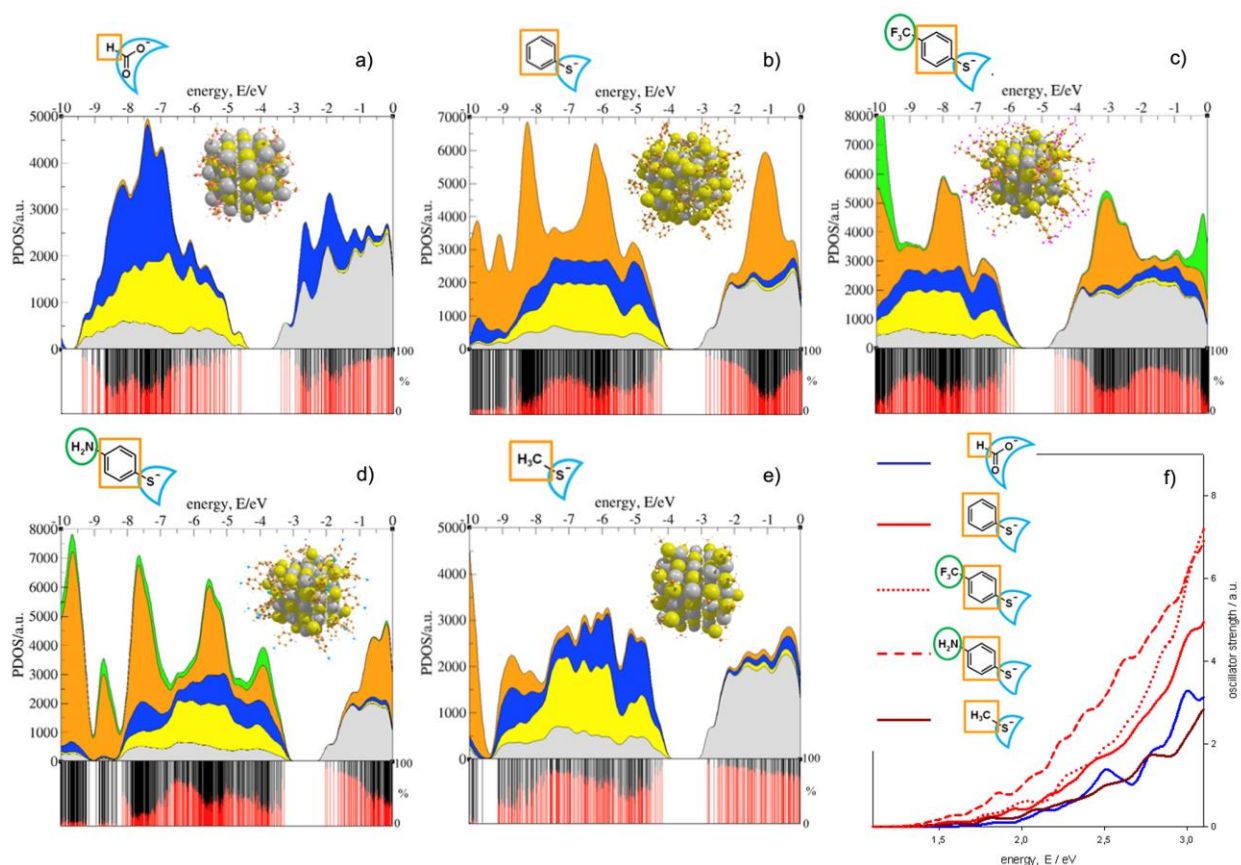 H
O⁻
O
a)
energy, E/eV
-10 -9 -8 -7 -6 -5 -4 -3 -2 -1 0
5000
4000
3000
2000
1000
0
PDOS/a.u.
100
%
0
S⁻
b)
energy, E/eV
-10 -9 -8 -7 -6 -5 -4 -3 -2 -1 0
7000
6000
5000
4000
3000
2000
1000
0
PDOS/a.u.
100
%
0
F₃C
S⁻
c)
energy, E/eV
-10 -9 -8 -7 -6 -5 -4 -3 -2 -1 0
8000
7000
6000
5000
4000
3000
2000
1000
0
PDOS/a.u.
100
%
0
H₂N
S⁻
d)
energy, E/eV
-10 -9 -8 -7 -6 -5 -4 -3 -2 -1 0
8000
7000
6000
5000
4000
3000
2000
1000
0
PDOS/a.u.
100
%
0
H₃C
S⁻
e)
energy, E/eV
-10 -9 -8 -7 -6 -5 -4 -3 -2 -1 0
5000
4000
3000
2000
1000
0
PDOS/a.u.
100
%
0
f)
H
O⁻
O
S⁻
F₃C
S⁻
H₂N
S⁻
H₃C
S⁻
8
6
4
2
0
oscillator strength / a.u.
2,0 2,5 3,0
energy, E / eV